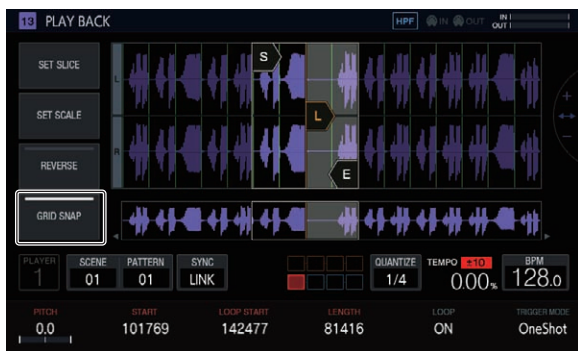 13 PLAY BACK
HPF IN OUT IN OUT
SET SLICE
SET SCALE
REVERSE
GRID SNAP
L
R
S
L
E
+
−
PLAYER 1
SCENE 01
PATTERN 01
SYNC LINK
QUANTIZE 1/4
TEMPO ±10 0.00%
BPM 128.0
PITCH 0.0
START 101769
LOOP START 142477
LENGTH 81416
LOOP ON
TRIGGER MODE OneShot